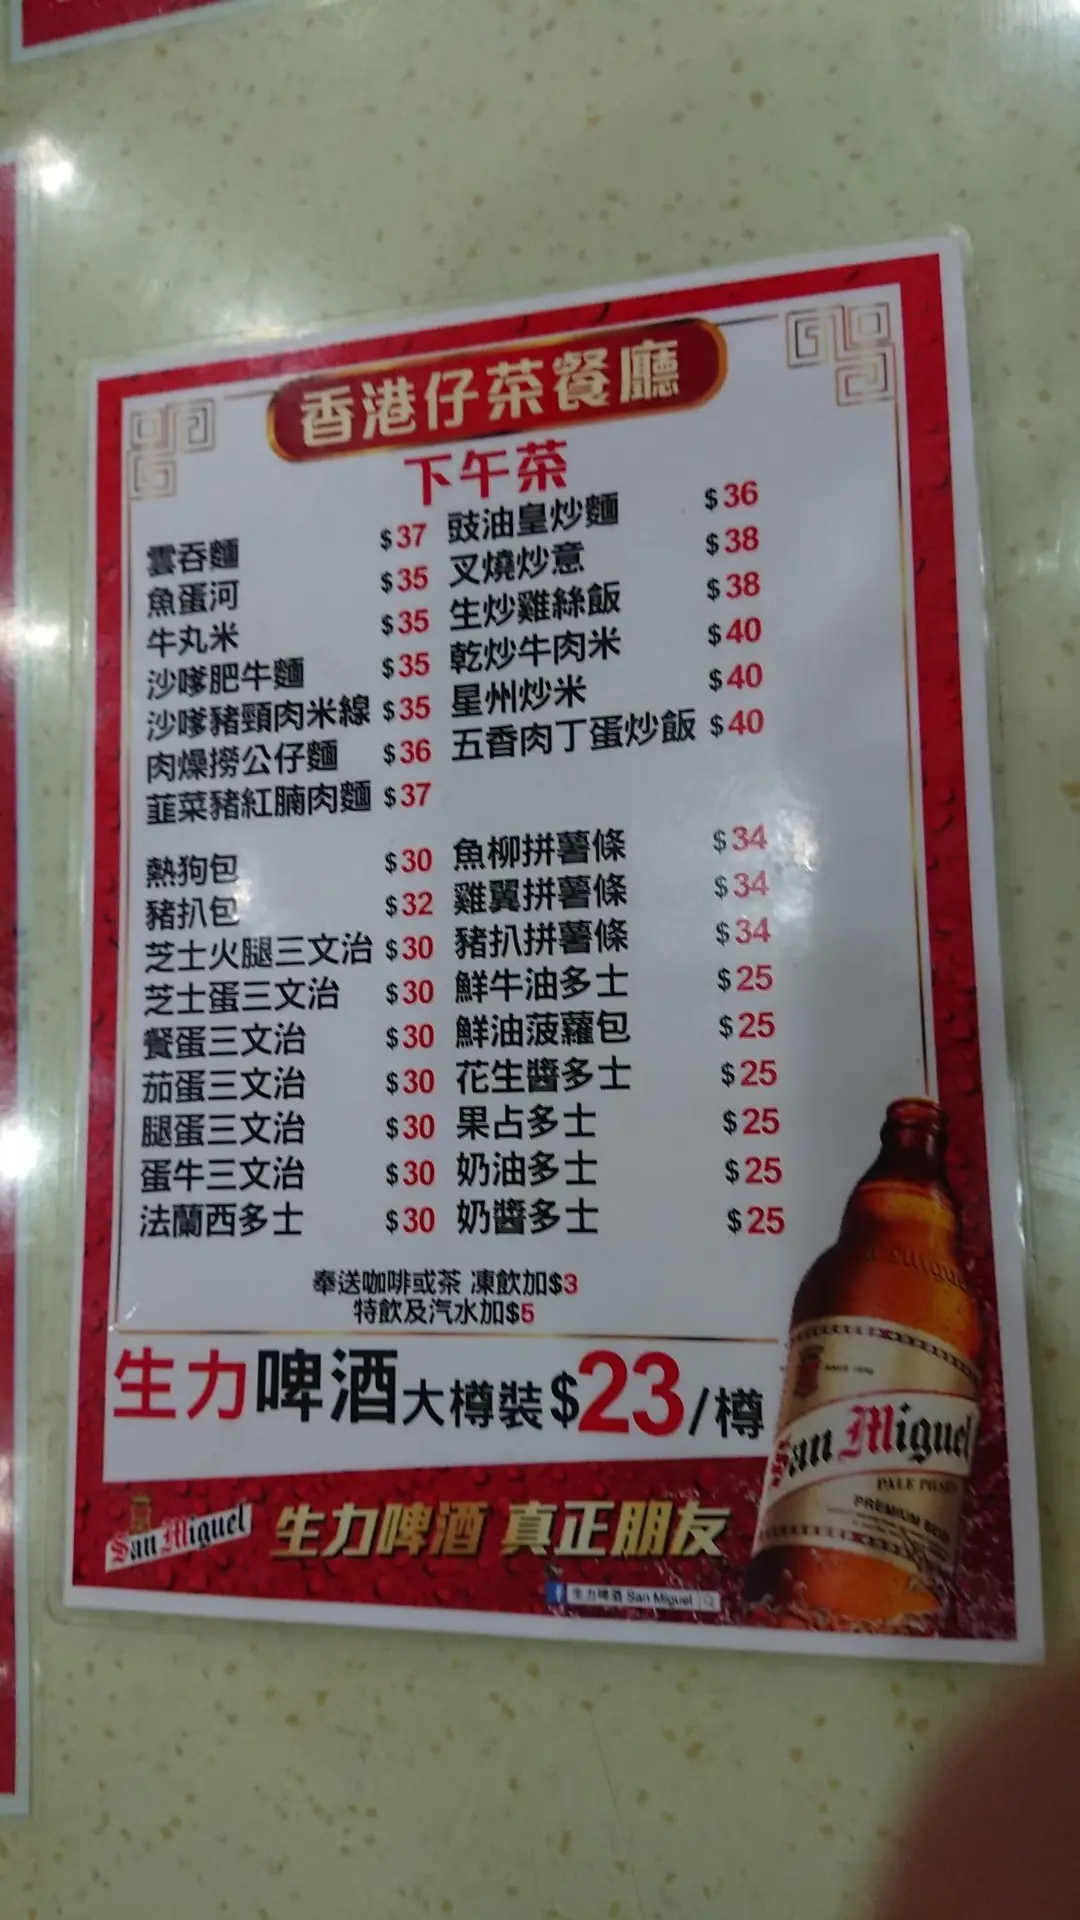 香港仔茶餐廳
下午茶
雲吞麵 $37
魚蛋河 $35
牛丸米 $35
沙嗲肥牛麵 $35
沙嗲豬頸肉米線 $35
肉燥撈公仔麵 $36
韮菜豬紅腩肉麵 $37
豉油皇炒麵 $36
叉燒炒意 $38
生炒雞絲飯 $38
乾炒牛肉米 $40
星州炒米 $40
五香肉丁蛋炒飯 $40
熱狗包 $30
豬扒包 $32
芝士火腿三文治 $30
芝士蛋三文治 $30
餐蛋三文治 $30
茄蛋三文治 $30
腿蛋三文治 $30
蛋牛三文治 $30
法蘭西多士 $30
魚柳拼薯條 $34
雞翼拼薯條 $34
豬扒拼薯條 $34
鮮牛油多士 $25
鮮油菠蘿包 $25
花生醬多士 $25
果占多士 $25
奶油多士 $25
奶醬多士 $25
奉送咖啡或茶 凍飲加$3
特飲及汽水加$5
生力啤酒大樽裝$23/樽
San Miguel
PALE PILSEN
PREMIUM BEER
San Miguel 生力啤酒 真正朋友
f 生力啤酒 San Miguel